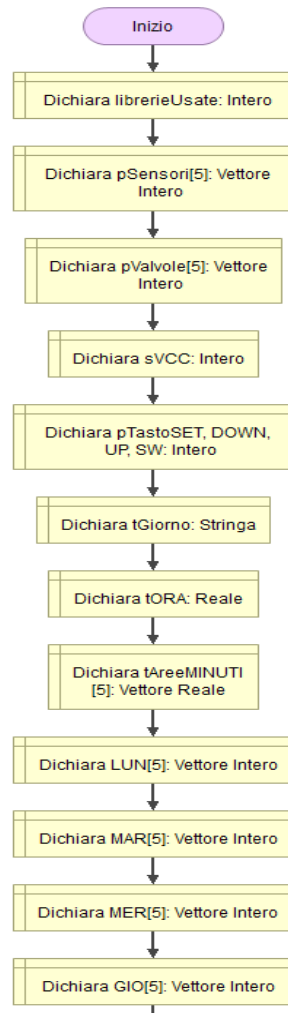 Inizio
Dichiara librerieUsate: Intero
Dichiara pSensori[5]: Vettore
Intero
Dichiara pValvole[5]: Vettore
Intero
Dichiara sVCC: Intero
Dichiara pTastoSET, DOWN,
UP, SW: Intero
Dichiara tGiorno: Stringa
Dichiara tORA: Reale
Dichiara tAreeMINUTI
[5]: Vettore Reale
Dichiara LUN[5]: Vettore Intero
Dichiara MAR[5]: Vettore Intero
Dichiara MER[5]: Vettore Intero
Dichiara GIO[5]: Vettore Intero